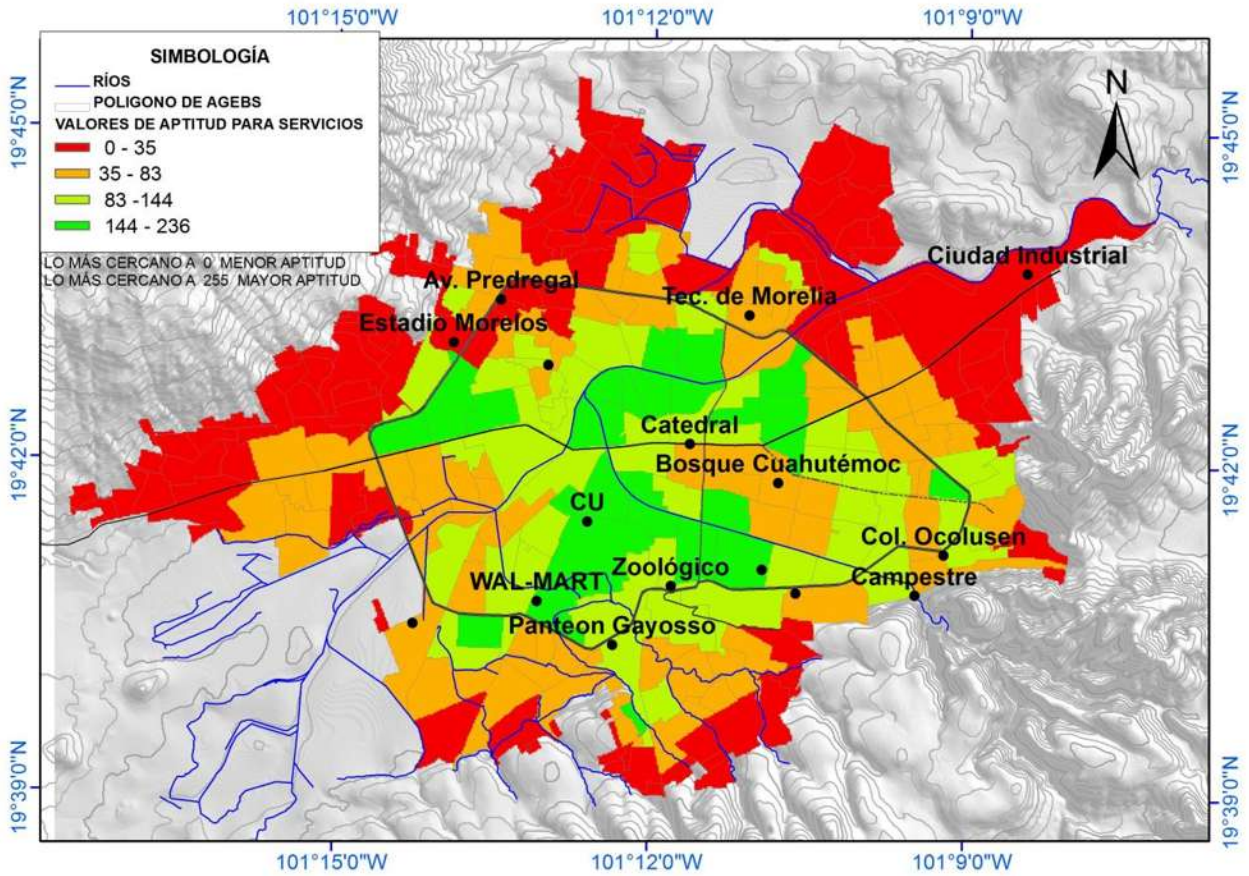 101°15'0"W 101°12'0"W 101°9'0"W
SIMBOLOGÍA
RÍOS
POLIGONO DE AGEBS
VALORES DE APTITUD PARA SERVICIOS
0 - 35
35 - 83
83 -144
144 - 236
LO MÁS CERCANO A 0 MENOR APTITUD
LO MÁS CERCANO A 255 MAYOR APTITUD
N
19°45'0"N 19°45'0"N
Ciudad Industrial
Av. Predregal
Tec. de Morelia
Estadio Morelos
Catedral
19°42'0"N 19°42'0"N
Bosque Cuahutémoc
CU
Col. Ocolusen
Zoológico
WAL-MART
Campestre
Panteon Gayosso
19°39'0"N 19°39'0"N
101°15'0"W 101°12'0"W 101°9'0"W